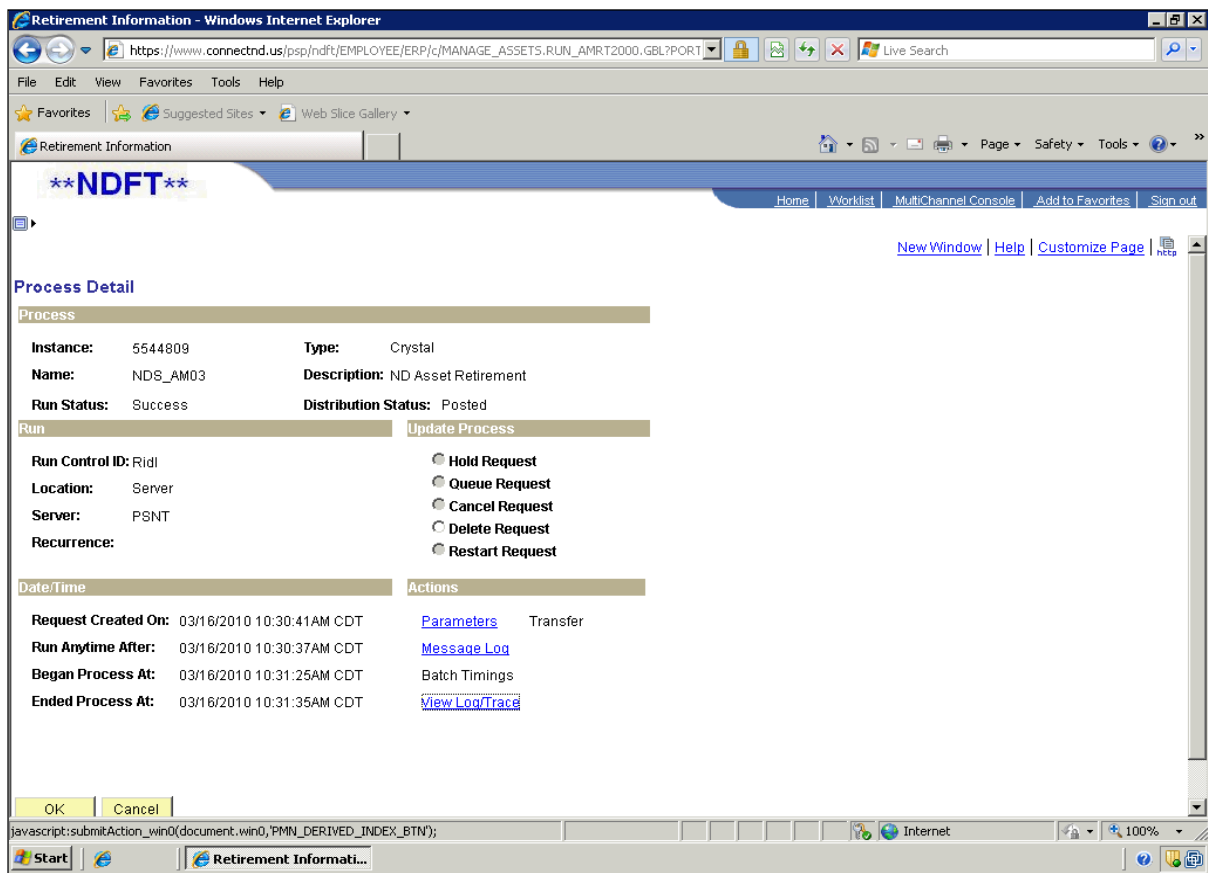 Retirement Information - Windows Internet Explorer
https://www.connectnd.us/psp/ndft/EMPLOYEE/ERP/c/MANAGE_ASSETS.RUN_AMRT2000.GBL?PORT
Live Search
File Edit View Favorites Tools Help
Favorites Suggested Sites Web Slice Gallery
Retirement Information
Page Safety Tools
**NDFT**
Home Worklist MultiChannel Console Add to Favorites Sign out
New Window | Help | Customize Page | http
Process Detail
Process
Instance: 5544809 Type: Crystal
Name: NDS_AM03 Description: ND Asset Retirement
Run Status: Success Distribution Status: Posted
Run Update Process
Run Control ID: Ridl Hold Request
Location: Server Queue Request
Server: PSNT Cancel Request
Recurrence: Delete Request
Restart Request
Date/Time Actions
Request Created On: 03/16/2010 10:30:41AM CDT Parameters Transfer
Run Anytime After: 03/16/2010 10:30:37AM CDT Message Log
Began Process At: 03/16/2010 10:31:25AM CDT Batch Timings
Ended Process At: 03/16/2010 10:31:35AM CDT View Log/Trace
OK Cancel
javascript:submitAction_win0(document.win0,'PMN_DERIVED_INDEX_BTN'); Internet 100%
Start Retirement Informati...